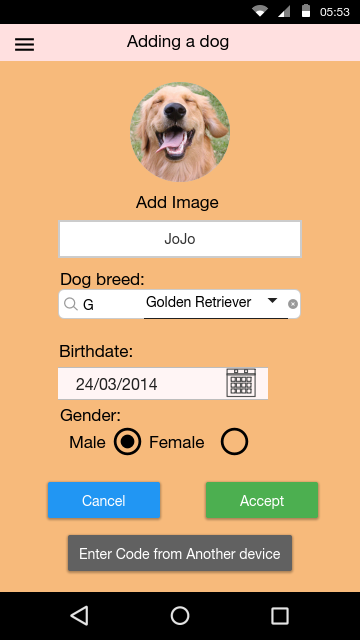 05:53
Adding a dog
Add Image
JoJo
Dog breed:
G Golden Retriever
Birthdate:
24/03/2014
Gender:
Male Female
Cancel Accept
Enter Code from Another device